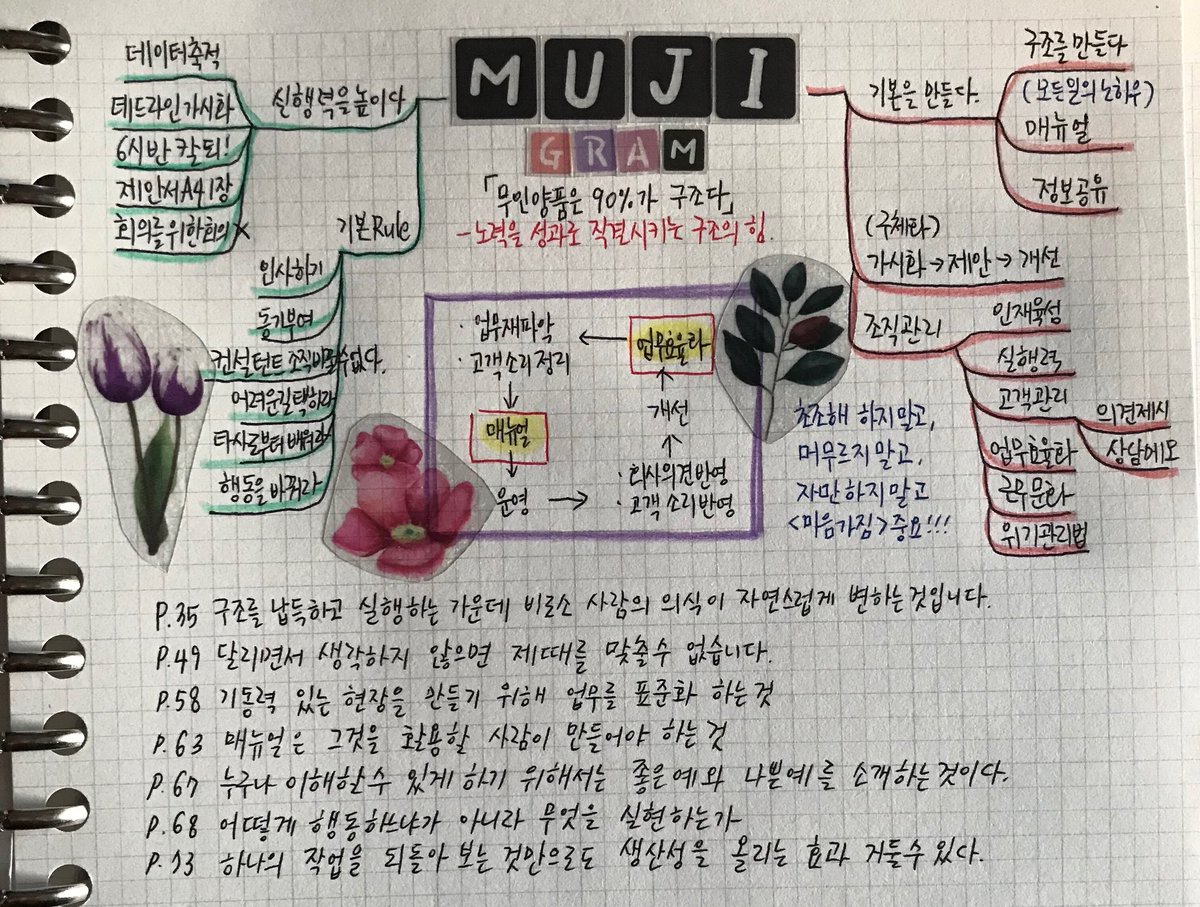 MUJI
GRAM
「무인양품은 90%가 구조다」
-노력을 성과로 직결시키는 구조의 힘.
실행력을 높이다
데이터축적
데드라인가시화
6시반 칼퇴!
제안서A41장
회의를위한회의X
기본Rule
인사하기
동기부여
컨설턴트 조직이될수없다.
어려운길택하라
타사로부터 배워라
행동을 바꿔라
기본을 만들다.
구조를 만들다
(모든일의 노하우)
매뉴얼
정보공유
(구체화)
가시화→제안→개선
조직관리
인재육성
실행력
고객관리
의견제시
상담메모
업무효율화
근무문화
위기관리법
· 업무재파악
· 고객소리정리
↓
매뉴얼
↓
운영 →
· 회사의견반영
· 고객소리반영
↑
개선
↑
업무효율화
←
초조해 하지말고,
머무르지말고,
자만하지말고
<마음가짐>중요!!!
P.35 구조를 납득하고 실행하는 가운데 비로소 사람의 의식이 자연스럽게 변하는것입니다.
P.49 달리면서 생각하지 않으면 제때를 맞출수 없습니다.
P.58 기동력 있는 현장을 만들기 위해 업무를 표준화 하는것
P.63 매뉴얼은 그것을 활용할 사람이 만들어야 하는것
P.67 누구나 이해할수 있게 하기 위해서는 좋은예와 나쁜예를 소개하는것이다.
P.68 어떻게 행동하느냐가 아니라 무엇을 실현하는가
P.73 하나의 작업을 되돌아 보는 것만으로도 생산성을 올리는 효과 거둘수 있다.